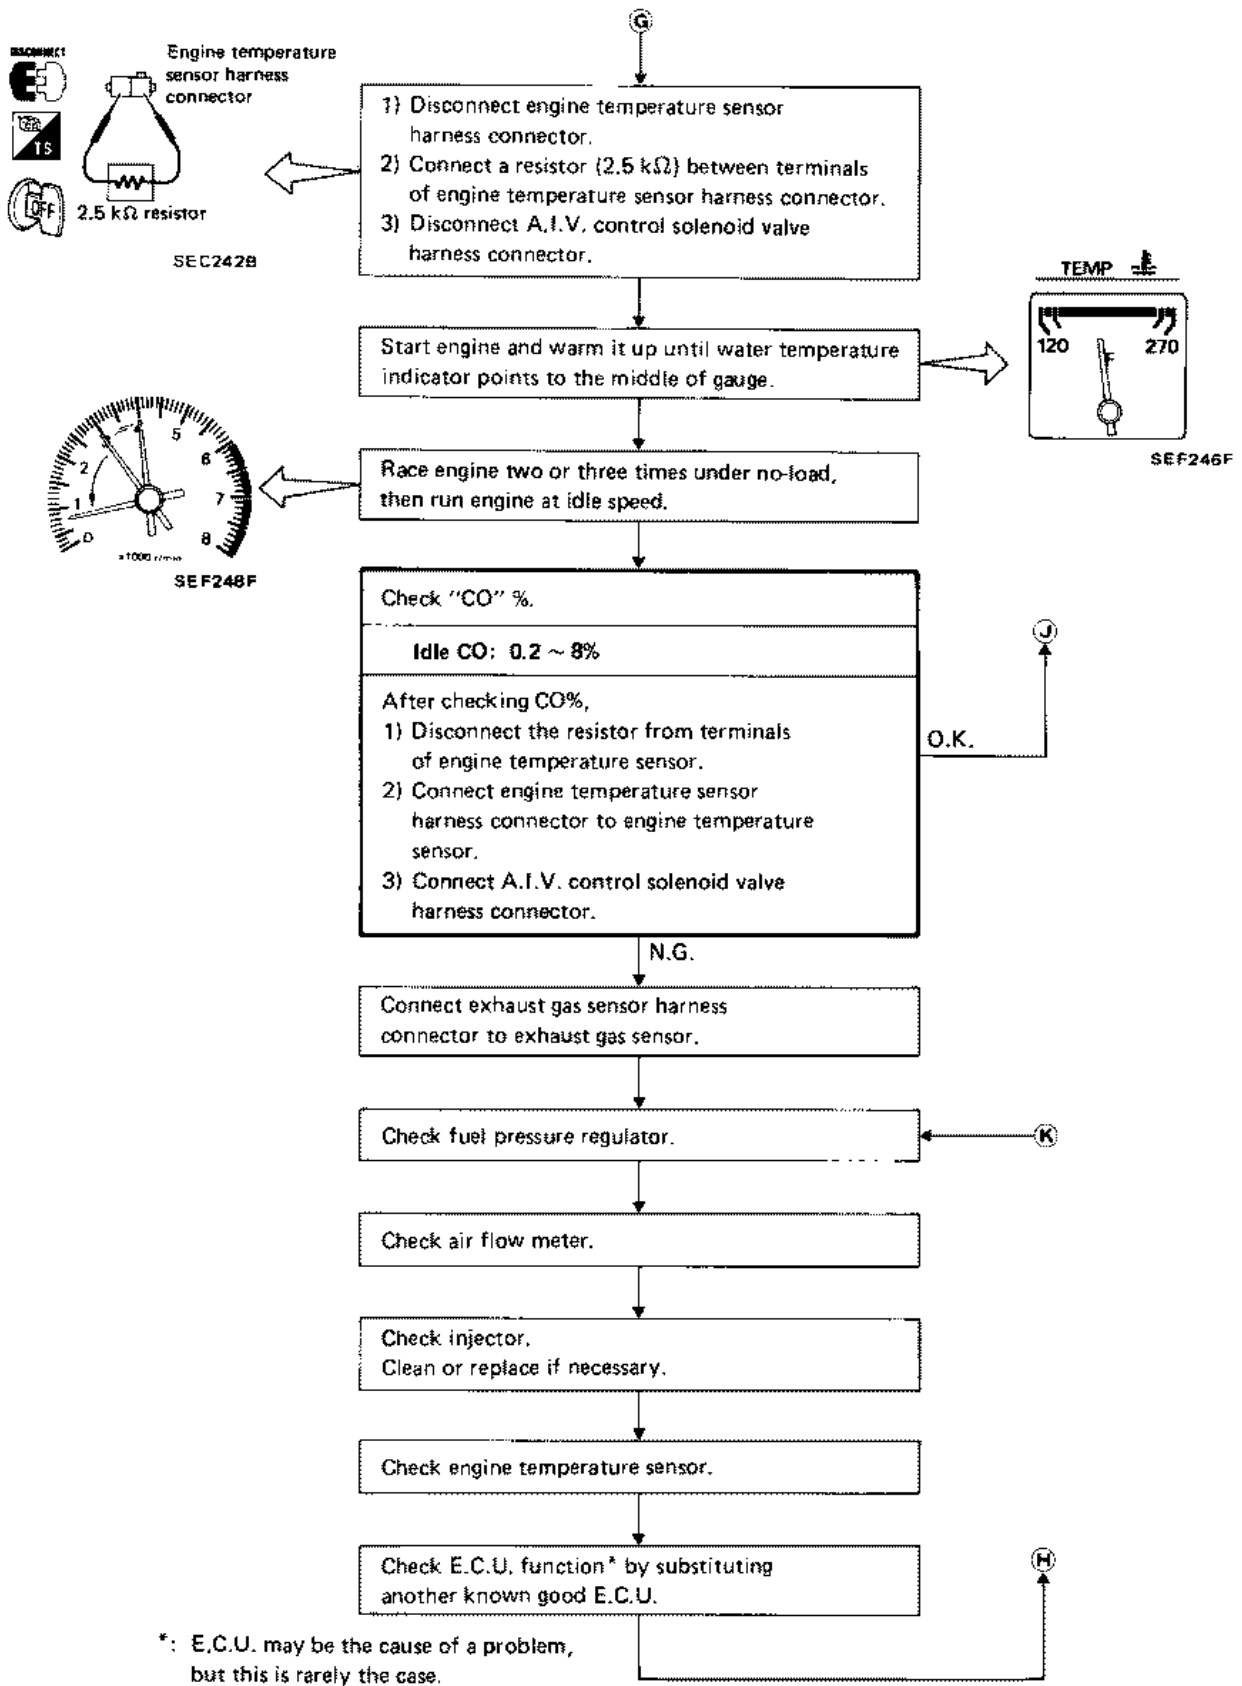 G
DISCONNECT
Engine temperature
sensor harness
connector
T.S
OFF
2.5 kΩ resistor
SEC242B
1) Disconnect engine temperature sensor
harness connector.
2) Connect a resistor (2.5 kΩ) between terminals
of engine temperature sensor harness connector.
3) Disconnect A.I.V. control solenoid valve
harness connector.
TEMP
120
270
F
SEF246F
Start engine and warm it up until water temperature
indicator points to the middle of gauge.
0
1
2
5
6
7
8
x1000 r/min
SEF248F
Race engine two or three times under no-load,
then run engine at idle speed.
Check "CO" %.
Idle CO: 0.2 ~ 8%
After checking CO%,
1) Disconnect the resistor from terminals
of engine temperature sensor.
2) Connect engine temperature sensor
harness connector to engine temperature
sensor.
3) Connect A.I.V. control solenoid valve
harness connector.
O.K.
J
N.G.
Connect exhaust gas sensor harness
connector to exhaust gas sensor.
Check fuel pressure regulator.
K
Check air flow meter.
Check injector.
Clean or replace if necessary.
Check engine temperature sensor.
Check E.C.U. function* by substituting
another known good E.C.U.
H
*: E.C.U. may be the cause of a problem,
but this is rarely the case.